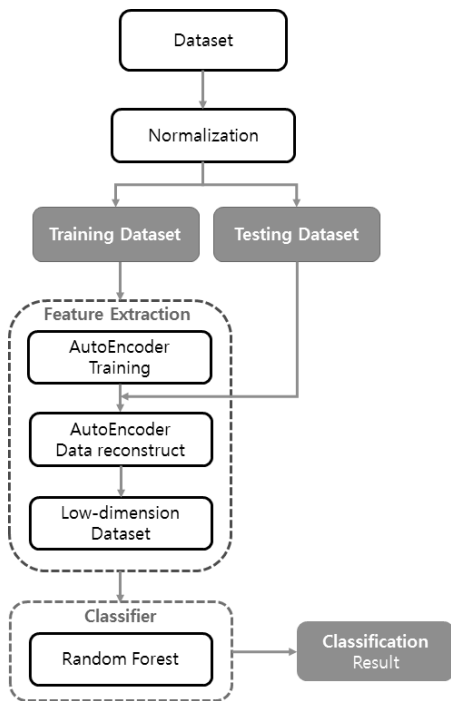 Dataset
Normalization
Training Dataset
Testing Dataset
Feature Extraction
AutoEncoder
Training
AutoEncoder
Data reconstruct
Low-dimension
Dataset
Classifier
Random Forest
Classification
Result